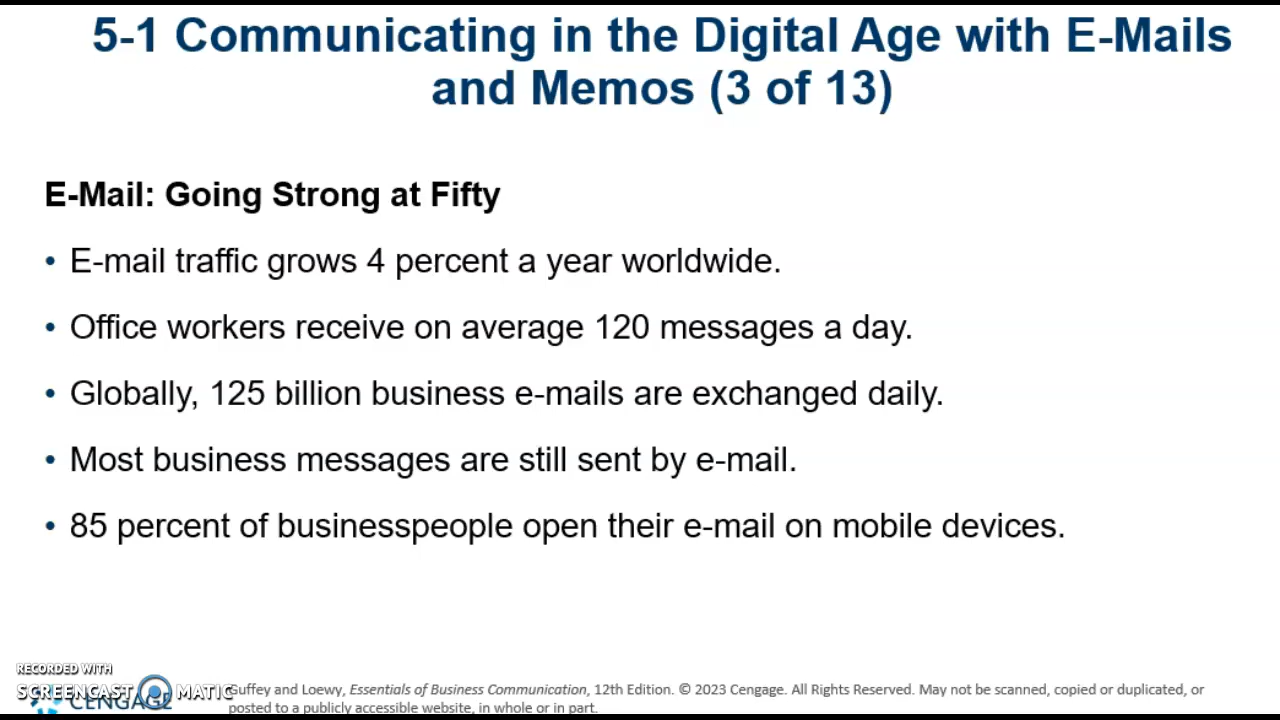 5-1 Communicating in the Digital Age with E-Mails
and Memos (3 of 13)
E-Mail: Going Strong at Fifty
• E-mail traffic grows 4 percent a year worldwide.
• Office workers receive on average 120 messages a day.
• Globally, 125 billion business e-mails are exchanged daily.
• Most business messages are still sent by e-mail.
• 85 percent of businesspeople open their e-mail on mobile devices.
RECORDED WITH
SCREENCAST MATIC
CENGAGE
Guffey and Loewy, Essentials of Business Communication, 12th Edition. © 2023 Cengage. All Rights Reserved. May not be scanned, copied or duplicated, or
posted to a publicly accessible website, in whole or in part.